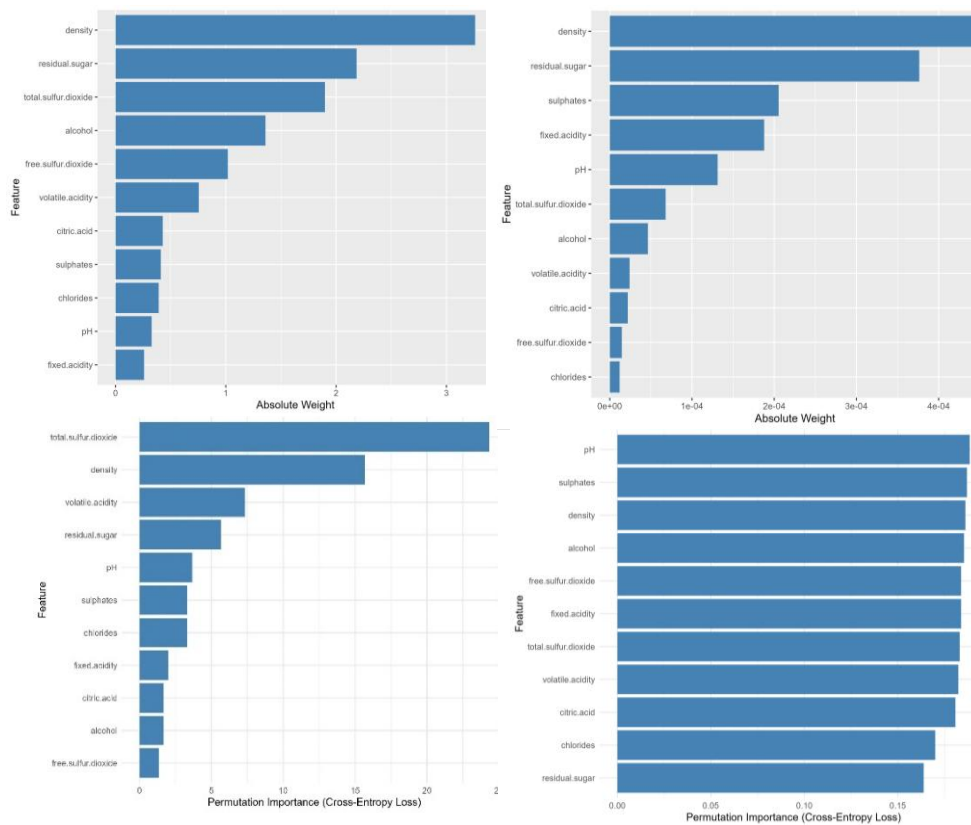 Feature
density
residual.sugar
total.sulfur.dioxide
alcohol
free.sulfur.dioxide
volatile.acidity
citric.acid
sulphates
chlorides
pH
fixed.acidity
0 1 2 3
Absolute Weight
Feature
density
residual.sugar
sulphates
fixed.acidity
pH
total.sulfur.dioxide
alcohol
volatile.acidity
citric.acid
free.sulfur.dioxide
chlorides
0e+00 1e-04 2e-04 3e-04 4e-04
Absolute Weight
Feature
total.sulfur.dioxide
density
volatile.acidity
residual.sugar
pH
sulphates
chlorides
fixed.acidity
citric.acid
alcohol
free.sulfur.dioxide
0 5 10 15 20
Permutation Importance (Cross-Entropy Loss)
Feature
pH
sulphates
density
alcohol
free.sulfur.dioxide
fixed.acidity
total.sulfur.dioxide
volatile.acidity
citric.acid
chlorides
residual.sugar
0.00 0.05 0.10 0.15
Permutation Importance (Cross-Entropy Loss)